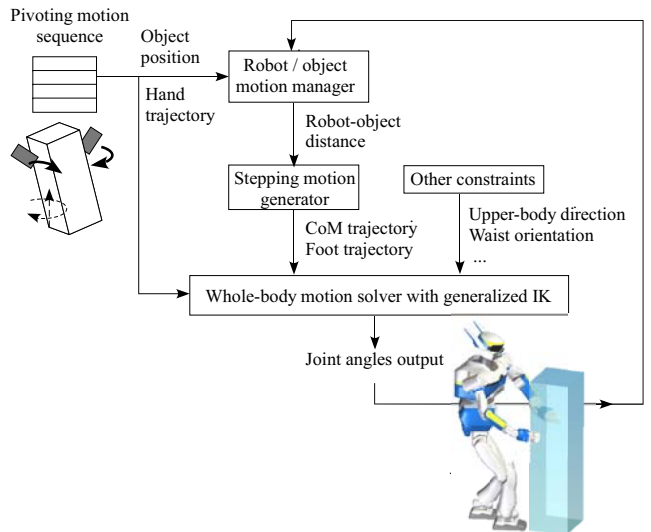 Pivoting motion
sequence
Object
position
Robot / object
motion manager
Hand
trajectory
Robot-object
distance
Stepping motion
generator
Other constraints
CoM trajectory
Foot trajectory
Upper-body direction
Waist orientation
...
Whole-body motion solver with generalized IK
Joint angles output